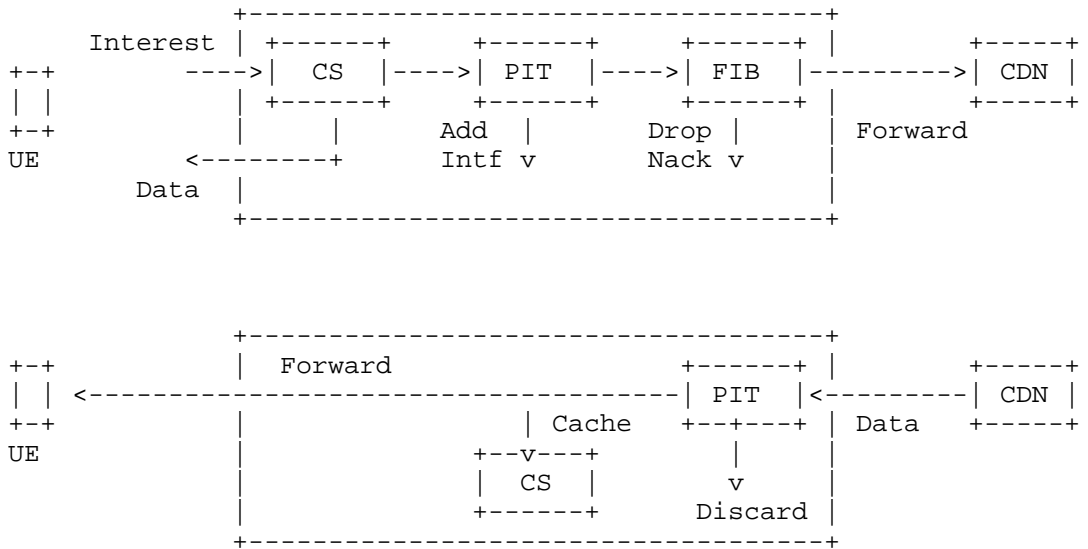 Interest
CS PIT FIB CDN
Add Drop Forward
UE Intf Nack
Data
Forward
PIT CDN
Cache Data
UE
CS
Discard